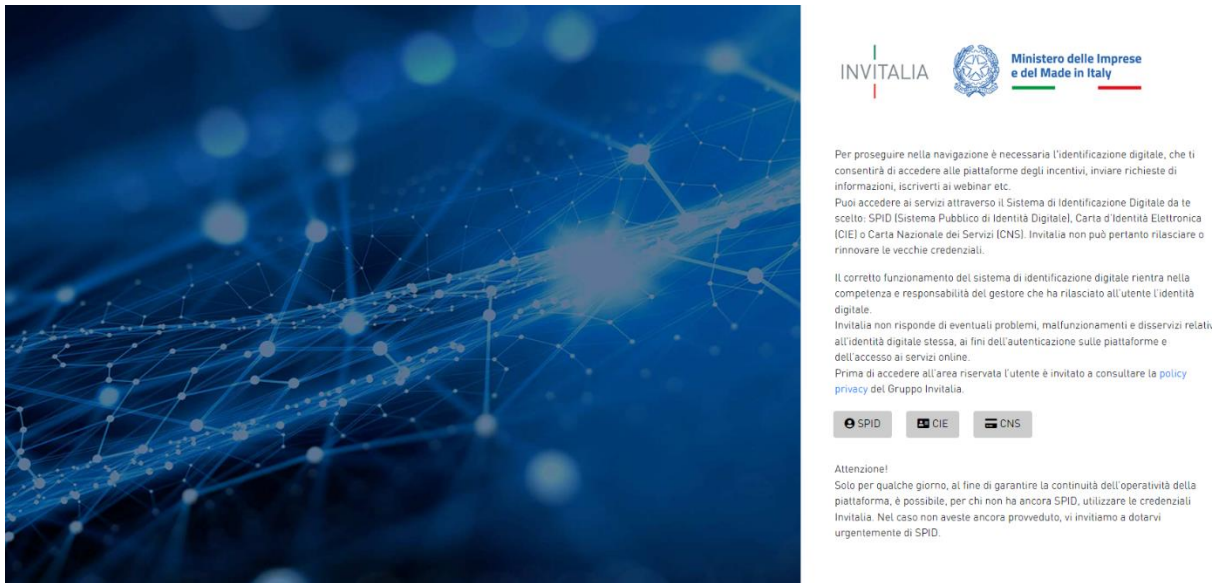 INVITALIA
Ministero delle Imprese
e del Made in Italy
Per proseguire nella navigazione è necessaria l'identificazione digitale, che ti
consentirà di accedere alle piattaforme degli incentivi, inviare richieste di
informazioni, iscriverti ai webinar etc.
Puoi accedere ai servizi attraverso il Sistema di Identificazione Digitale da te
scelto: SPID (Sistema Pubblico di Identità Digitale), Carta d'Identità Elettronica
(CIE) o Carta Nazionale dei Servizi (CNS). Invitalia non può pertanto rilasciare o
rinnovare le vecchie credenziali.
Il corretto funzionamento del sistema di identificazione digitale rientra nella
competenza e responsabilità del gestore che ha rilasciato all'utente l'identità
digitale.
Invitalia non risponde di eventuali problemi, malfunzionamenti e disservizi relativ
all'identità digitale stessa, ai fini dell'autenticazione sulle piattaforme e
dell'accesso ai servizi online.
Prima di accedere all'area riservata l'utente è invitato a consultare la policy
privacy del Gruppo Invitalia.
SPID CIE CNS
Attenzione!
Solo per qualche giorno, al fine di garantire la continuità dell'operatività della
piattaforma, è possibile, per chi non ha ancora SPID, utilizzare le credenziali
Invitalia. Nel caso non aveste ancora provveduto, vi invitiamo a dotarvi
urgentemente di SPID.